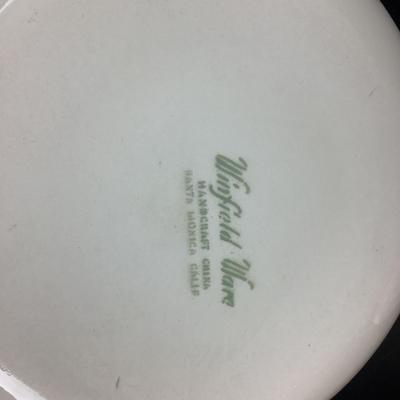 Winfield Ware
HANDCRAFT CHINA
SANTA MONICA CALIF